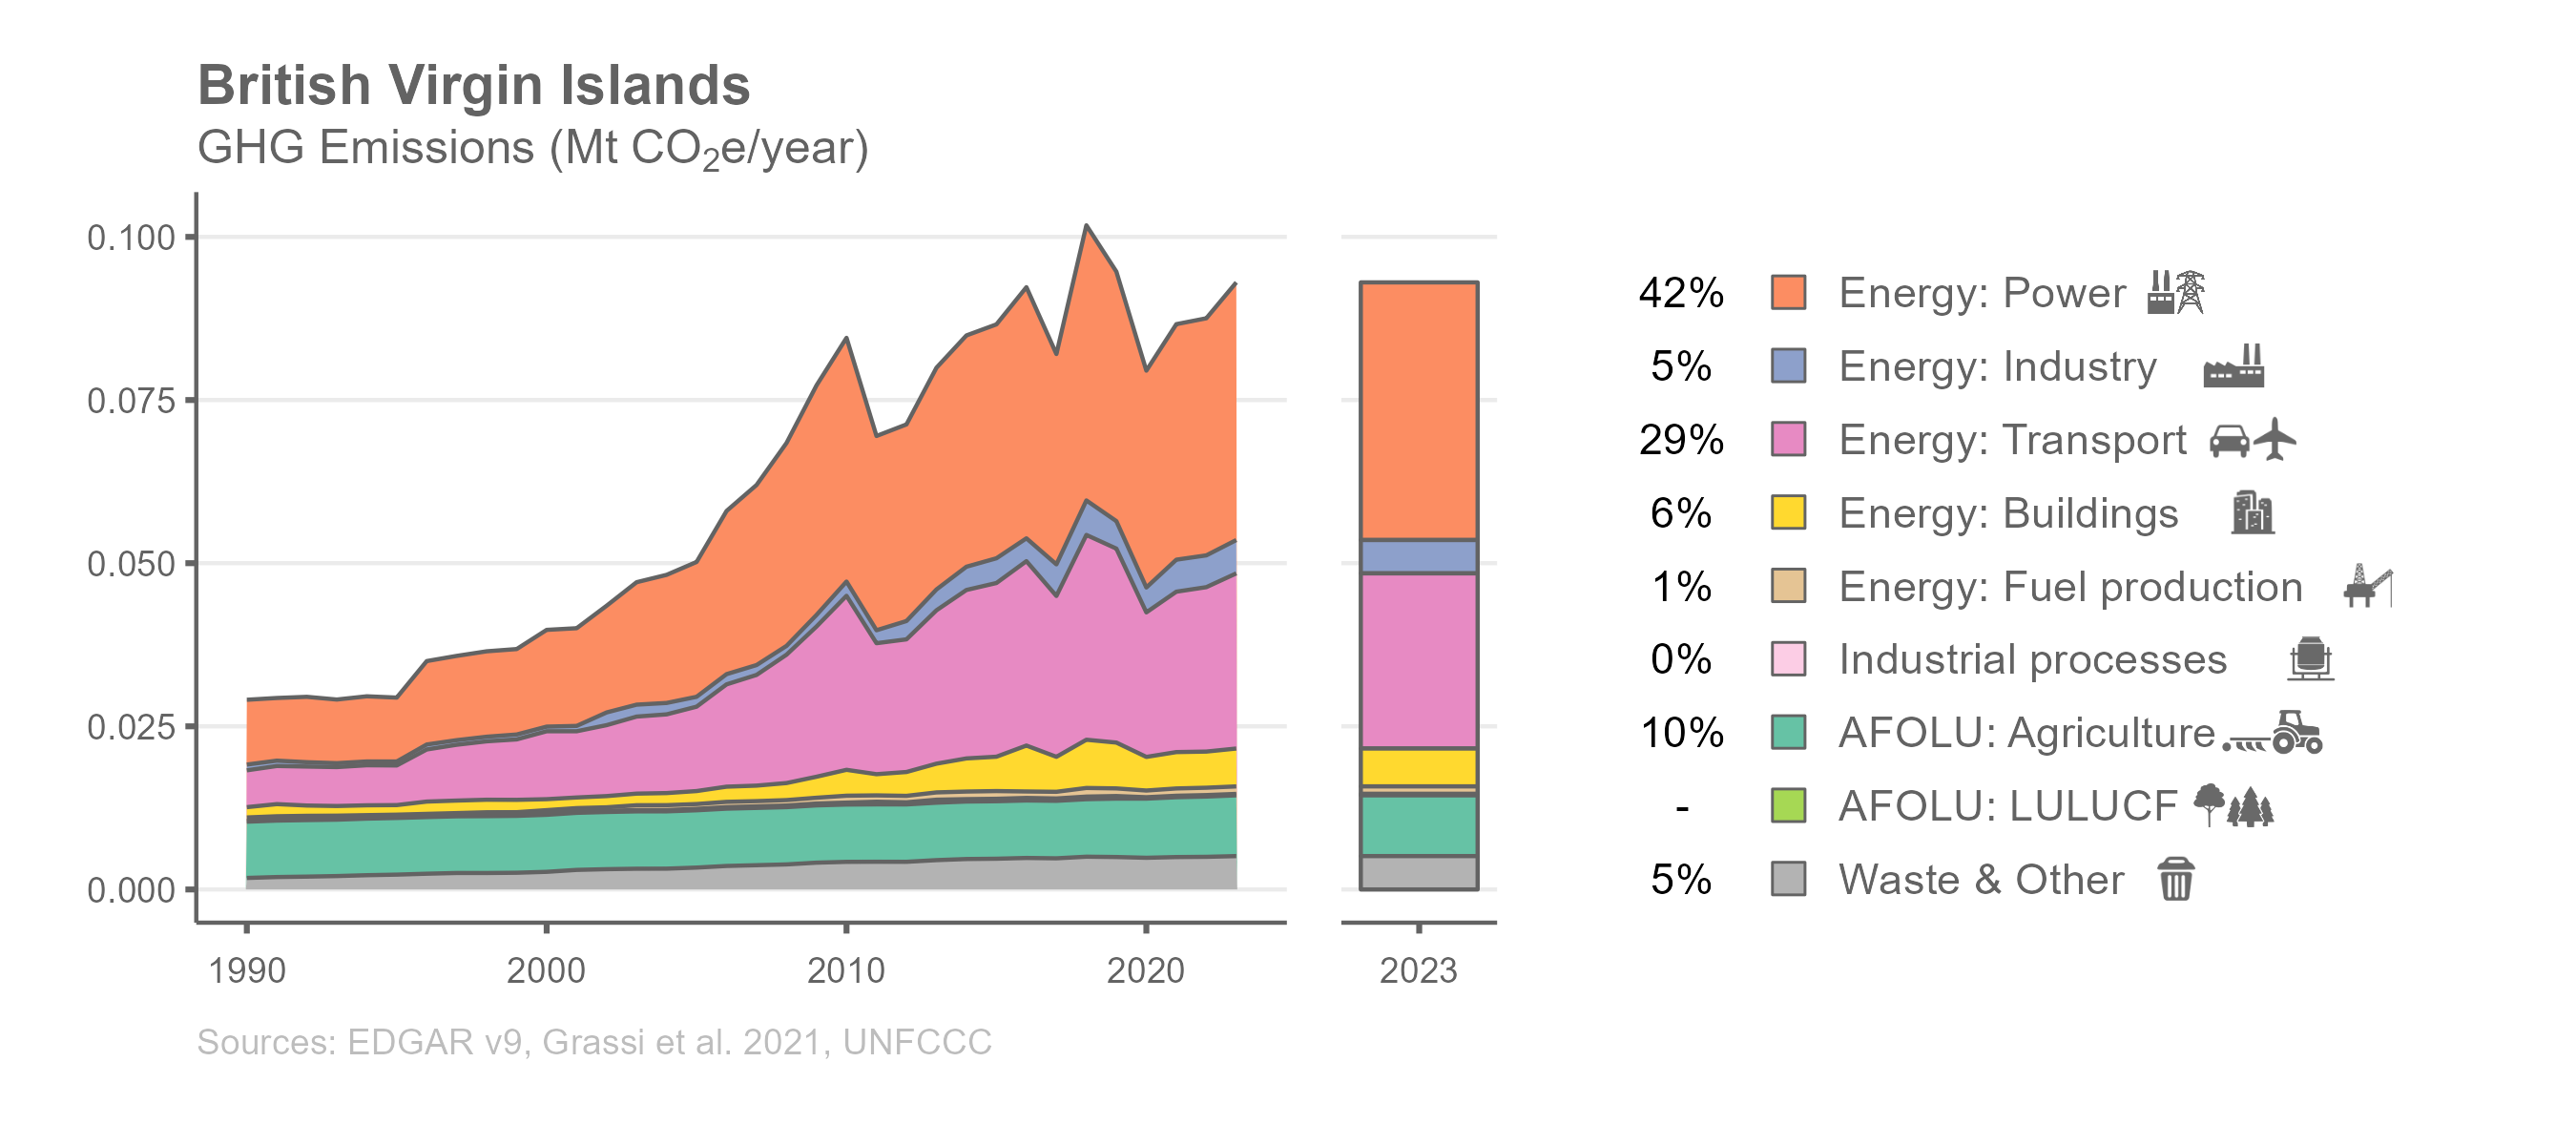 British Virgin Islands
GHG Emissions (Mt CO₂e/year)
0.100
0.075
0.050
0.025
0.000
1990 2000 2010 2020 2023
42% Energy: Power
5% Energy: Industry
29% Energy: Transport
6% Energy: Buildings
1% Energy: Fuel production
0% Industrial processes
10% AFOLU: Agriculture
- AFOLU: LULUCF
5% Waste & Other
Sources: EDGAR v9, Grassi et al. 2021, UNFCCC